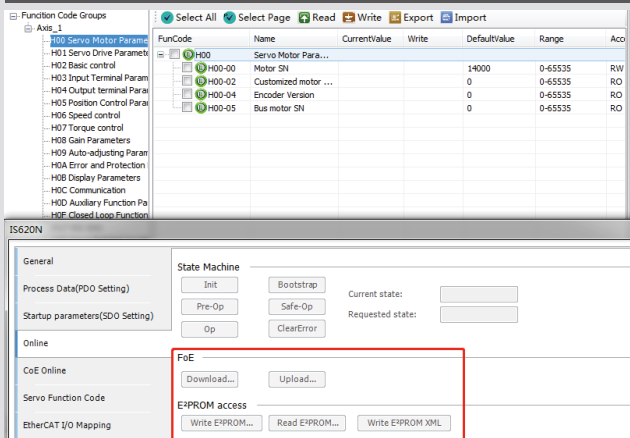 Funcition Code Groups
Select All Select Page Read Write Export Import
Axis_1
H00 Servo Motor Parame
H01 Servo Drive Paramete
H02 Basic control
H03 Input Terminal Param
H04 Output terminal Parar
H05 Position Control Parar
H06 Speed control
H07 Torque control
H08 Gain Parameters
H09 Auto-adjusting Param
H0A Error and Protection
H0B Display Parameters
H0C Communication
H0D Auxiliary Function Pa
H0F Closed Loop Function
FunCode Name CurrentValue Write DefaultValue Range Acc
H00 Servo Motor Para...
H00-00 Motor SN 14000 0-65535 RW
H00-02 Customized motor ... 0 0-65535 RO
H00-04 Encoder Version 0 0-65535 RO
H00-05 Bus motor SN 0 0-65535 RO
IS620N
General
Process Data(PDO Setting)
Startup parameters(SDO Setting)
Online
CoE Online
Servo Function Code
EtherCAT I/O Mapping
State Machine
Init Bootstrap
Pre-Op Safe-Op
Op ClearError
Current state:
Requested state:
FoE
Download... Upload...
E²PROM access
Write E²PROM... Read E²PROM... Write E²PROM XML